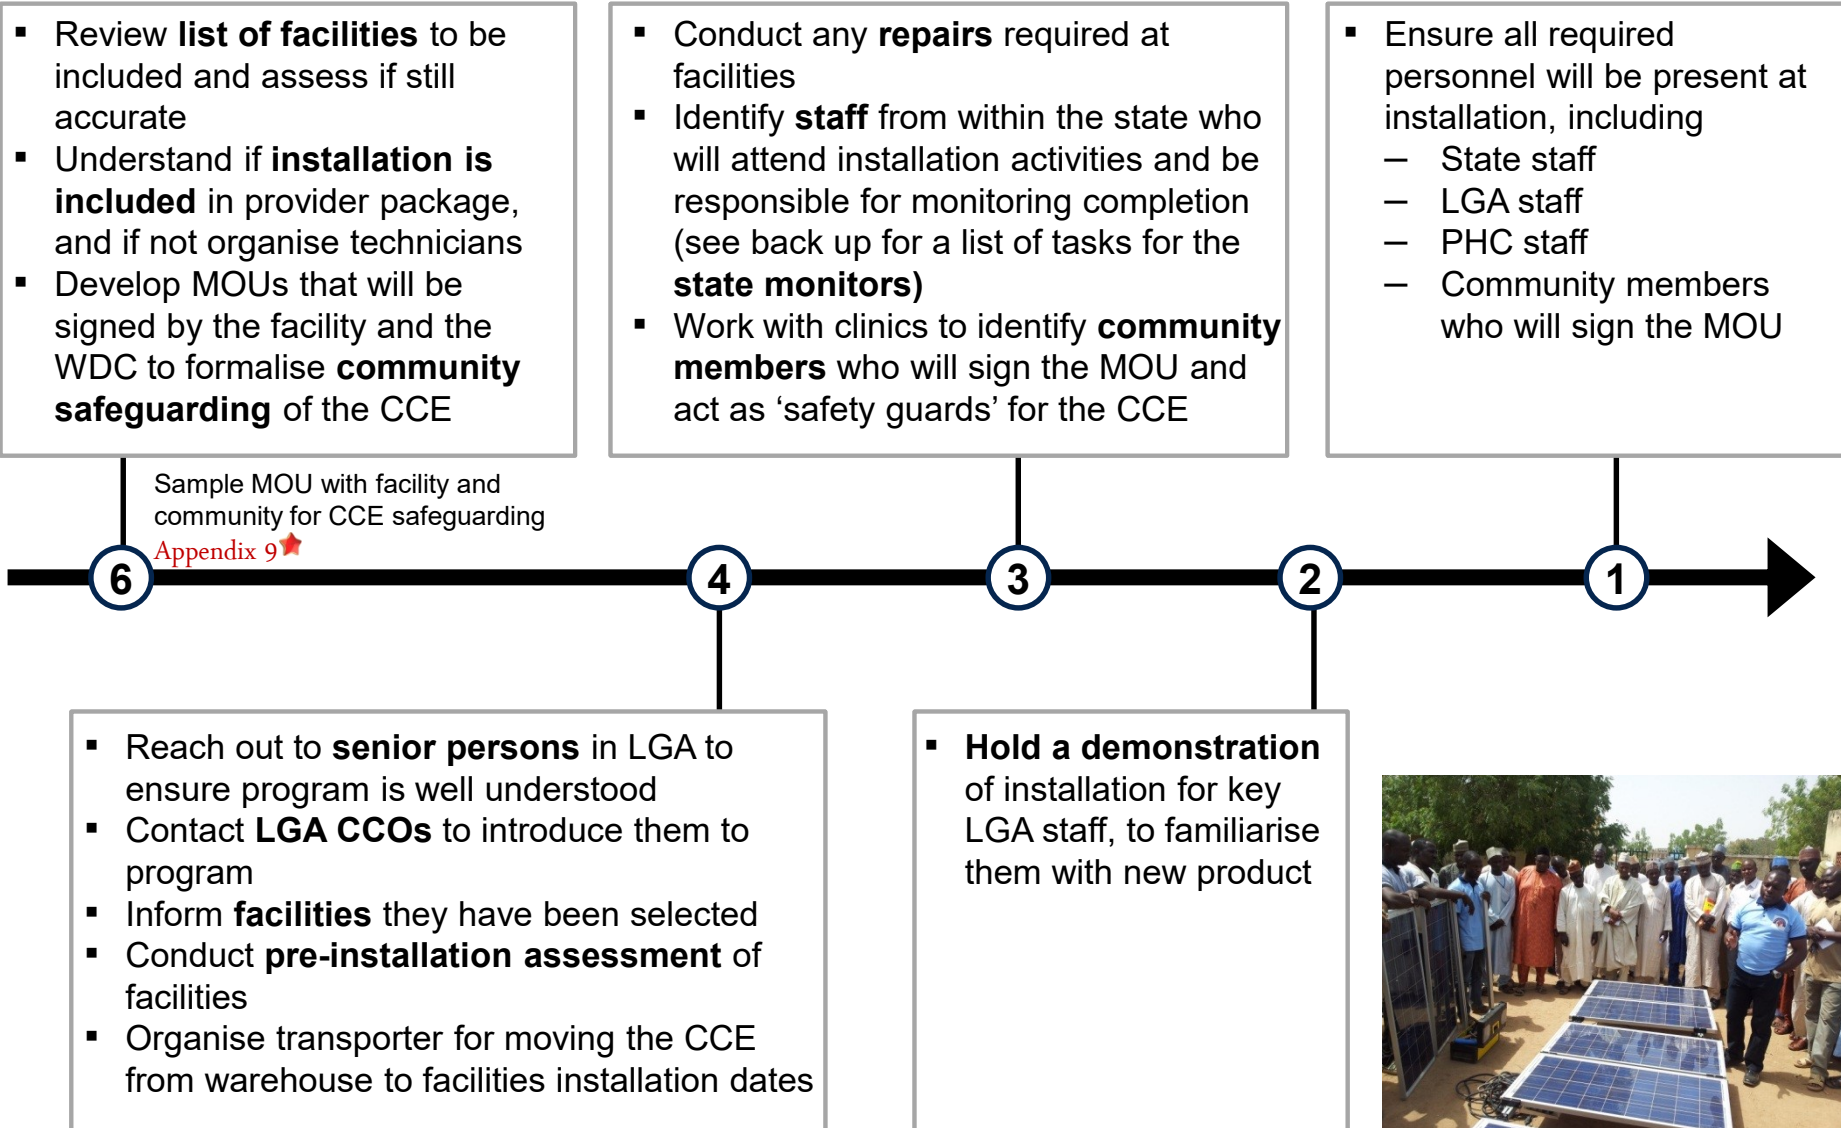 ▪ Review list of facilities to be
included and assess if still
accurate
▪ Understand if installation is
included in provider package,
and if not organise technicians
▪ Develop MOUs that will be
signed by the facility and the
WDC to formalise community
safeguarding of the CCE
▪ Conduct any repairs required at
facilities
▪ Identify staff from within the state who
will attend installation activities and be
responsible for monitoring completion
(see back up for a list of tasks for the
state monitors)
▪ Work with clinics to identify community
members who will sign the MOU and
act as ‘safety guards’ for the CCE
▪ Ensure all required
personnel will be present at
installation, including
– State staff
– LGA staff
– PHC staff
– Community members
who will sign the MOU
Sample MOU with facility and
community for CCE safeguarding
Appendix 9
6
4
3
2
1
▪ Reach out to senior persons in LGA to
ensure program is well understood
▪ Contact LGA CCOs to introduce them to
program
▪ Inform facilities they have been selected
▪ Conduct pre-installation assessment of
facilities
▪ Organise transporter for moving the CCE
from warehouse to facilities installation dates
▪ Hold a demonstration
of installation for key
LGA staff, to familiarise
them with new product